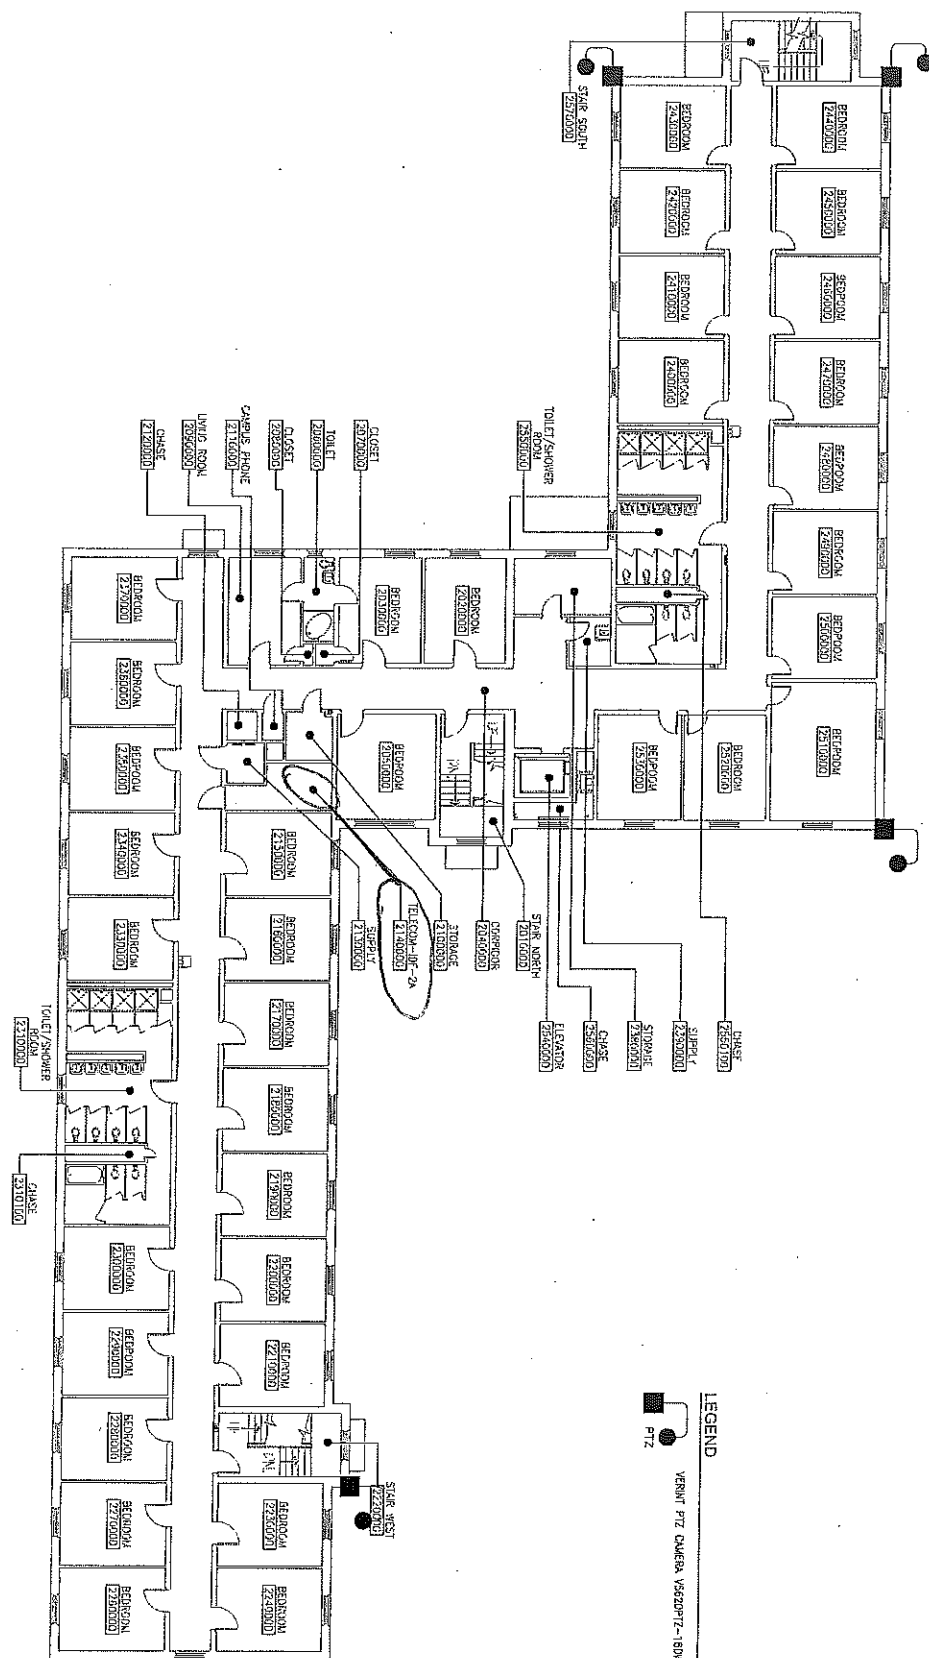 STAIR SOUTH
2570000
BEDROOM
2430000
BEDROOM
2420000
BEDROOM
2410000
BEDROOM
2400000
BEDROOM
2440000
BEDROOM
2450000
BEDROOM
2460000
BEDROOM
2470000
BEDROOM
2480000
BEDROOM
2490000
BEDROOM
2500000
BEDROOM
2510000
BEDROOM
2520000
BEDROOM
2530000
TOILET/SHOWER
ROOM
2550000
CLOSET
2070000
TOILET
2060000
CLOSET
2080000
CAMPUS PHONE
2110000
LIVING ROOM
2090000
CHASE
2120000
BEDROOM
2030000
BEDROOM
2020000
BEDROOM
2050000
UP
DN
CHASE
2550100
SUPPLY
2390000
STORAGE
2380000
CHASE
2560000
ELEVATOR
2540000
STAIR NORTH
2010000
CORRIDOR
2040000
STORAGE
2100000
TELECOM-IDF-2A
2140000
SUPPLY
2130000
BEDROOM
2370000
BEDROOM
2360000
BEDROOM
2350000
BEDROOM
2340000
BEDROOM
2330000
BEDROOM
2150000
BEDROOM
2160000
BEDROOM
2170000
BEDROOM
2180000
BEDROOM
2190000
BEDROOM
2200000
BEDROOM
2210000
TOILET/SHOWER
ROOM
2310000
CHASE
2310100
BEDROOM
2300000
BEDROOM
2290000
BEDROOM
2280000
BEDROOM
2270000
BEDROOM
2260000
STAIR WEST
2220000
BEDROOM
2230000
BEDROOM
2240000
LEGEND
PTZ
VERINT PTZ CAMERA V5620PTZ-18DW